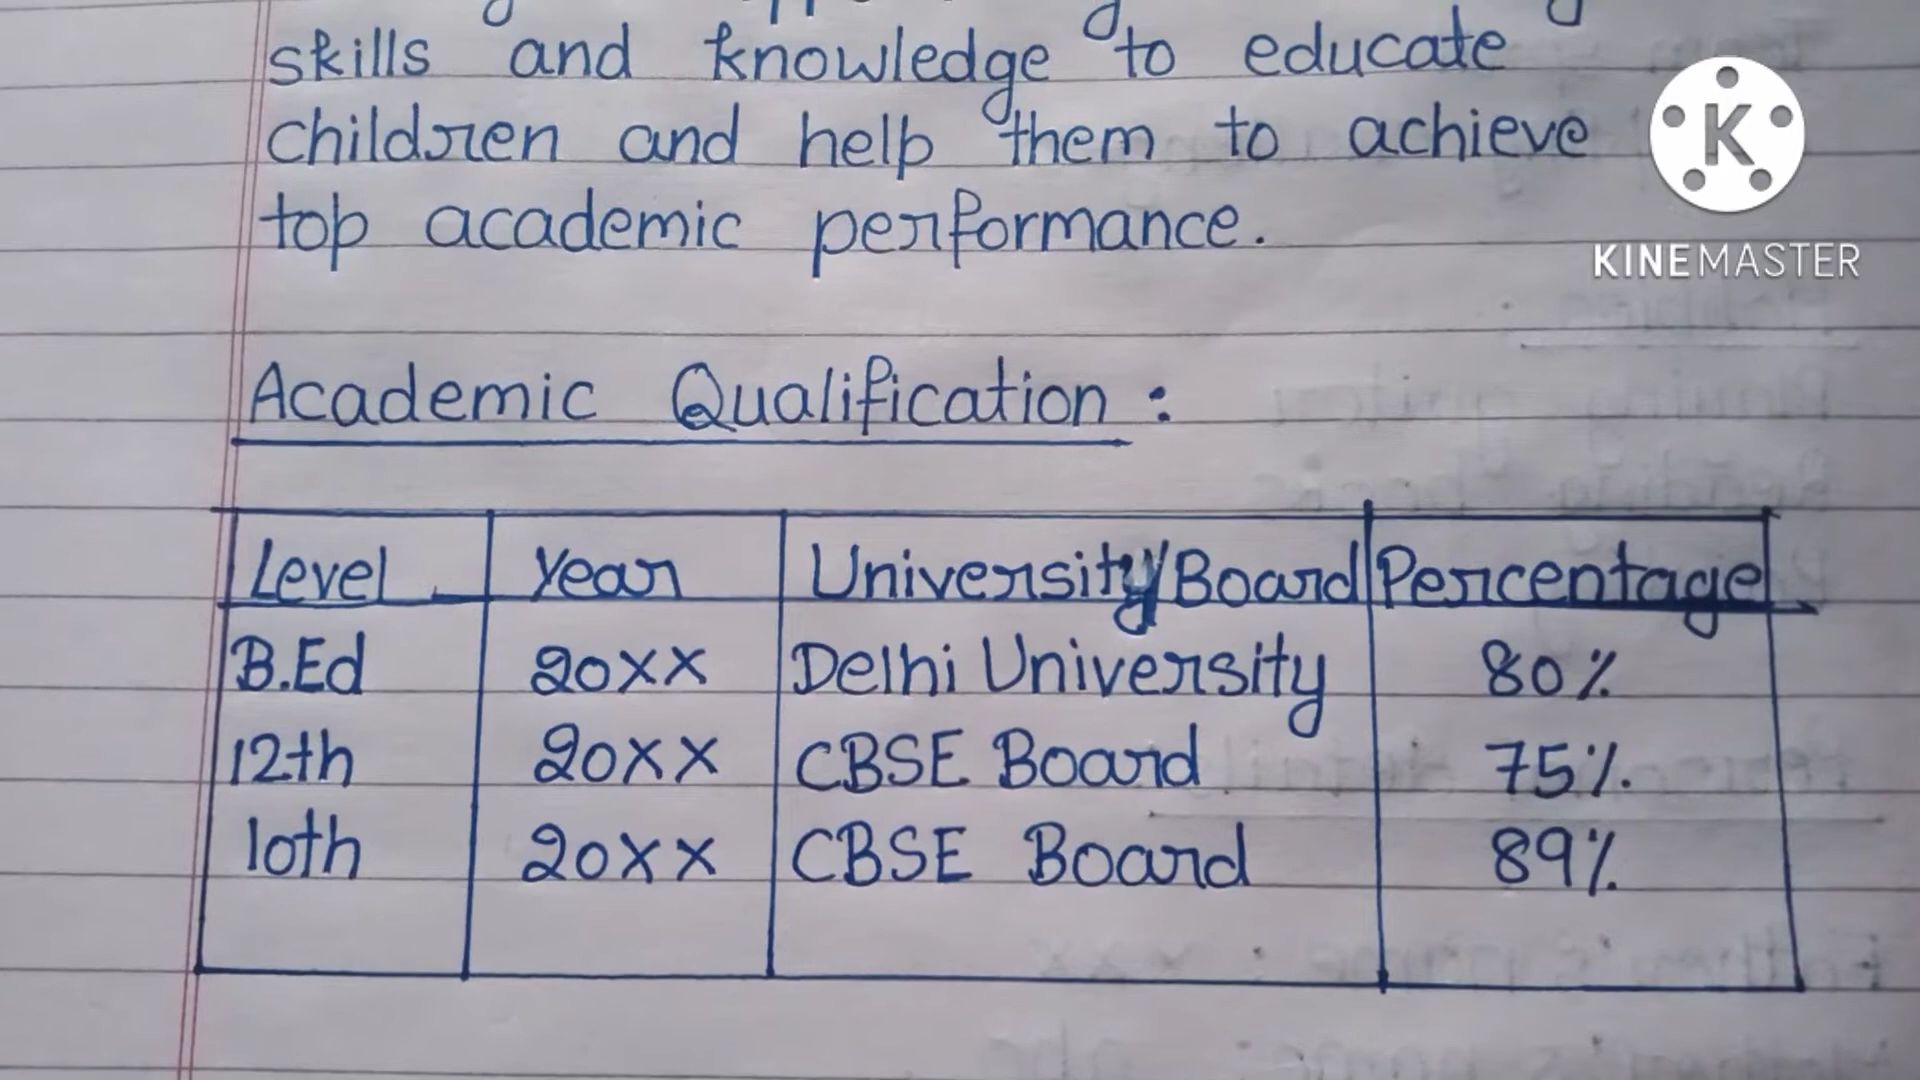 skills and knowledge to educate
children and help them to achieve
top academic performance.
KINEMASTER
Academic Qualification :
Level Year University/Board Percentage
B.Ed 20XX Delhi University 80%
12th 20XX CBSE Board 75%
10th 20XX CBSE Board 89%